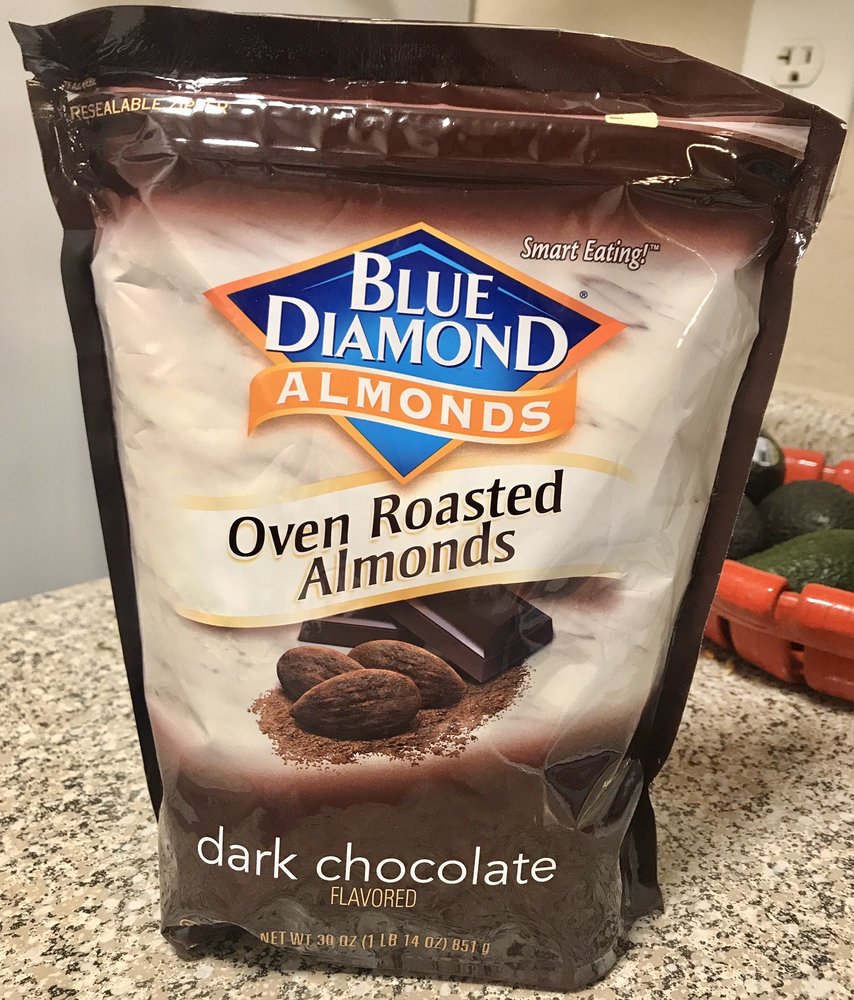 RESEALABLE ZIPPER
Smart Eating!™
BLUE
DIAMOND®
ALMONDS
Oven Roasted
Almonds
dark chocolate
FLAVORED
NET WT. 30 OZ (1 LB 14 OZ) 851 g